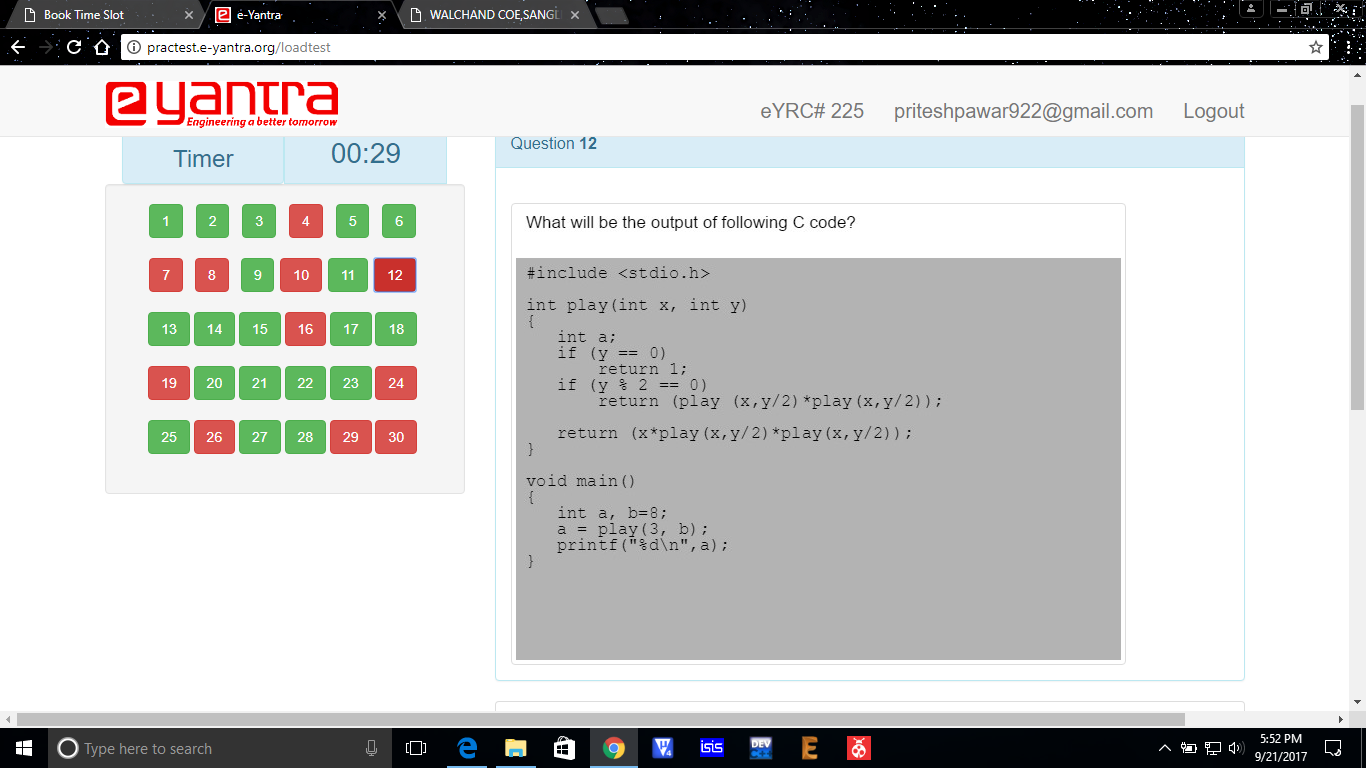 Book Time Slot
e-Yantra
WALCHAND COE,SANGL
practest.e-yantra.org/loadtest
e yantra
Engineering a better tomorrow
eYRC# 225 priteshpawar922@gmail.com Logout
Timer 00:29
Question 12
1 2 3 4 5 6
7 8 9 10 11 12
13 14 15 16 17 18
19 20 21 22 23 24
25 26 27 28 29 30
What will be the output of following C code?
#include <stdio.h>
int play(int x, int y)
{
int a;
if (y == 0)
return 1;
if (y % 2 == 0)
return (play (x,y/2)*play(x,y/2));
return (x*play(x,y/2)*play(x,y/2));
}
void main()
{
int a, b=8;
a = play(3, b);
printf("%d\n",a);
}
Type here to search
isis
DEV
5:52 PM
9/21/2017